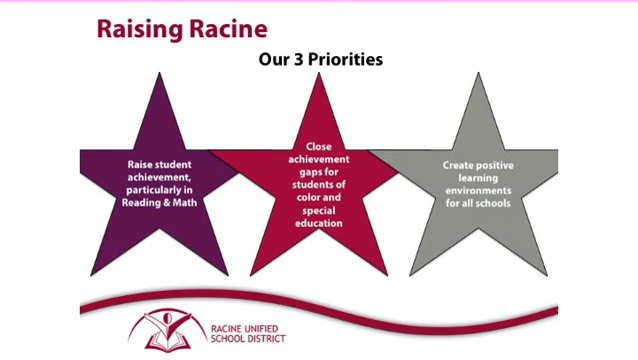 Raising Racine
Our 3 Priorities
Raise student
achievement,
particularly in
Reading & Math
Close
achievement
gaps for
students of
color and
special
education
Create positive
learning
environments
for all schools
RACINE UNIFIED
SCHOOL DISTRICT